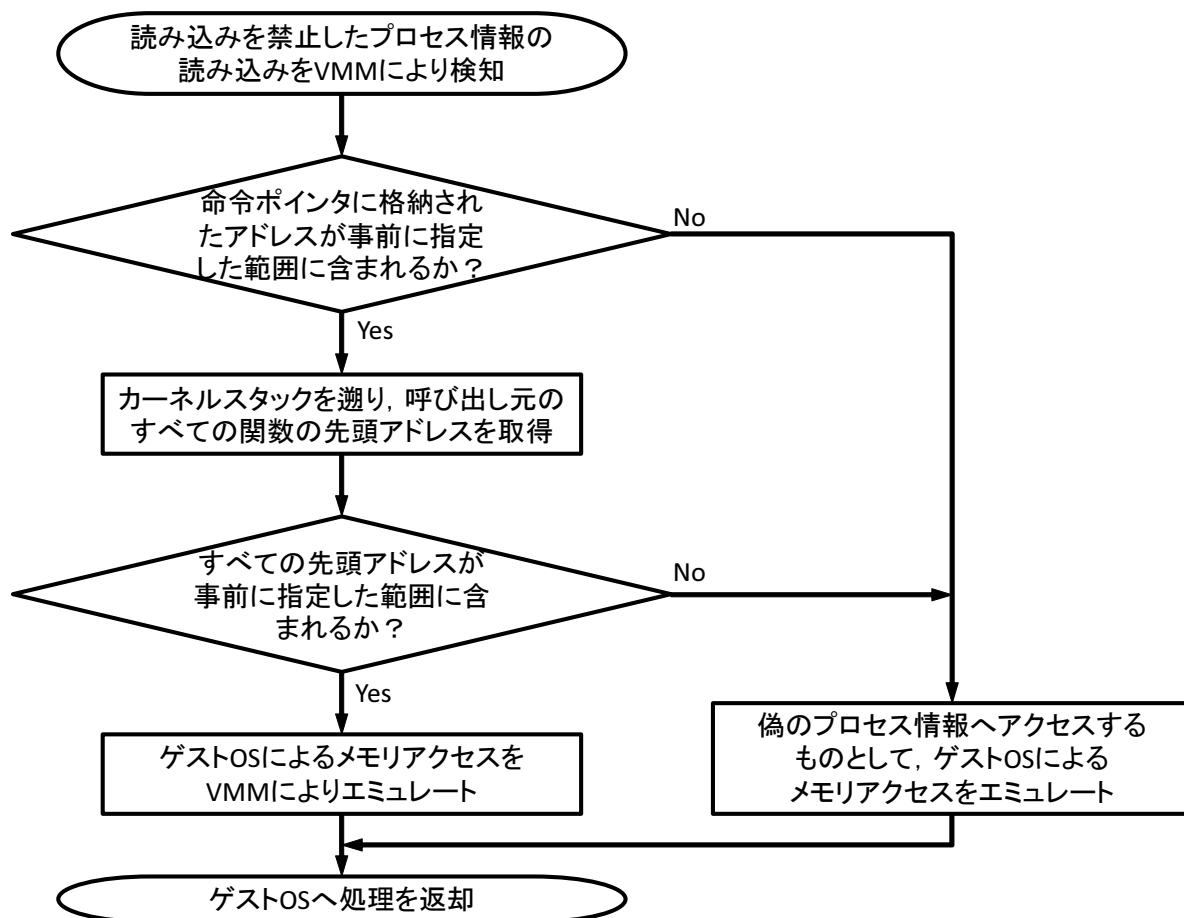 読み込みを禁止したプロセス情報の
読み込みをVMMにより検知
命令ポインタに格納され
たアドレスが事前に指定
した範囲に含まれるか？
No
Yes
カーネルスタックを遡り，呼び出し元の
すべての関数の先頭アドレスを取得
すべての先頭アドレスが
事前に指定した範囲に含
まれるか？
No
Yes
ゲストOSによるメモリアクセスを
VMMによりエミュレート
偽のプロセス情報へアクセスする
ものとして，ゲストOSによる
メモリアクセスをエミュレート
ゲストOSへ処理を返却